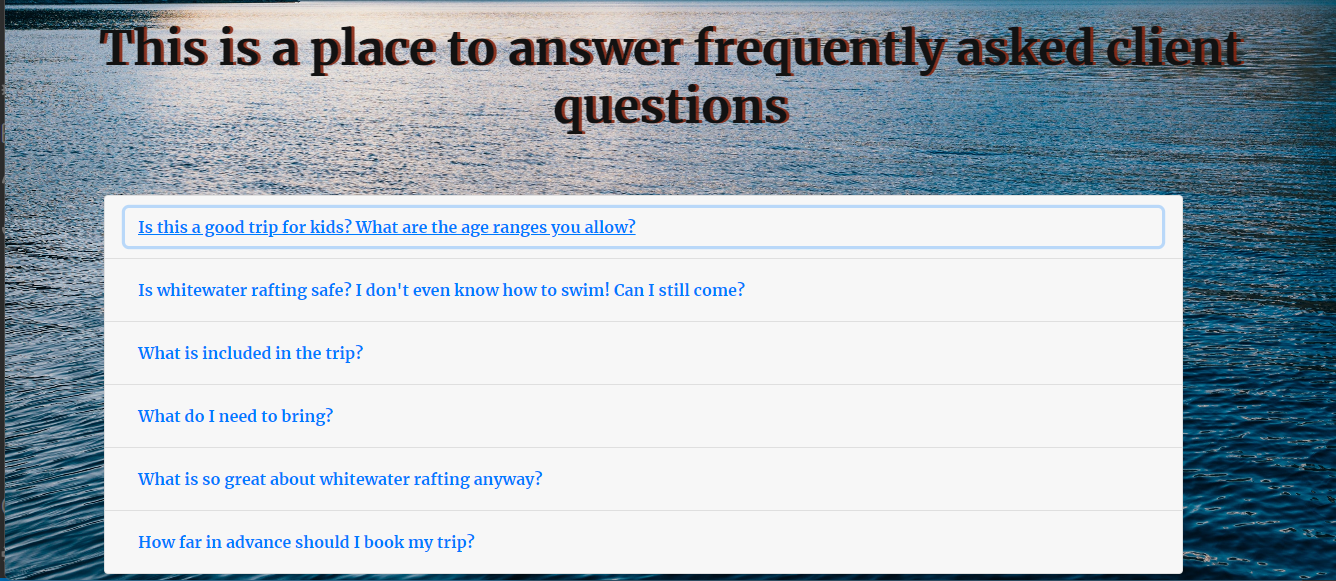 This is a place to answer frequently asked client
questions
Is this a good trip for kids? What are the age ranges you allow?
Is whitewater rafting safe? I don't even know how to swim! Can I still come?
What is included in the trip?
What do I need to bring?
What is so great about whitewater rafting anyway?
How far in advance should I book my trip?